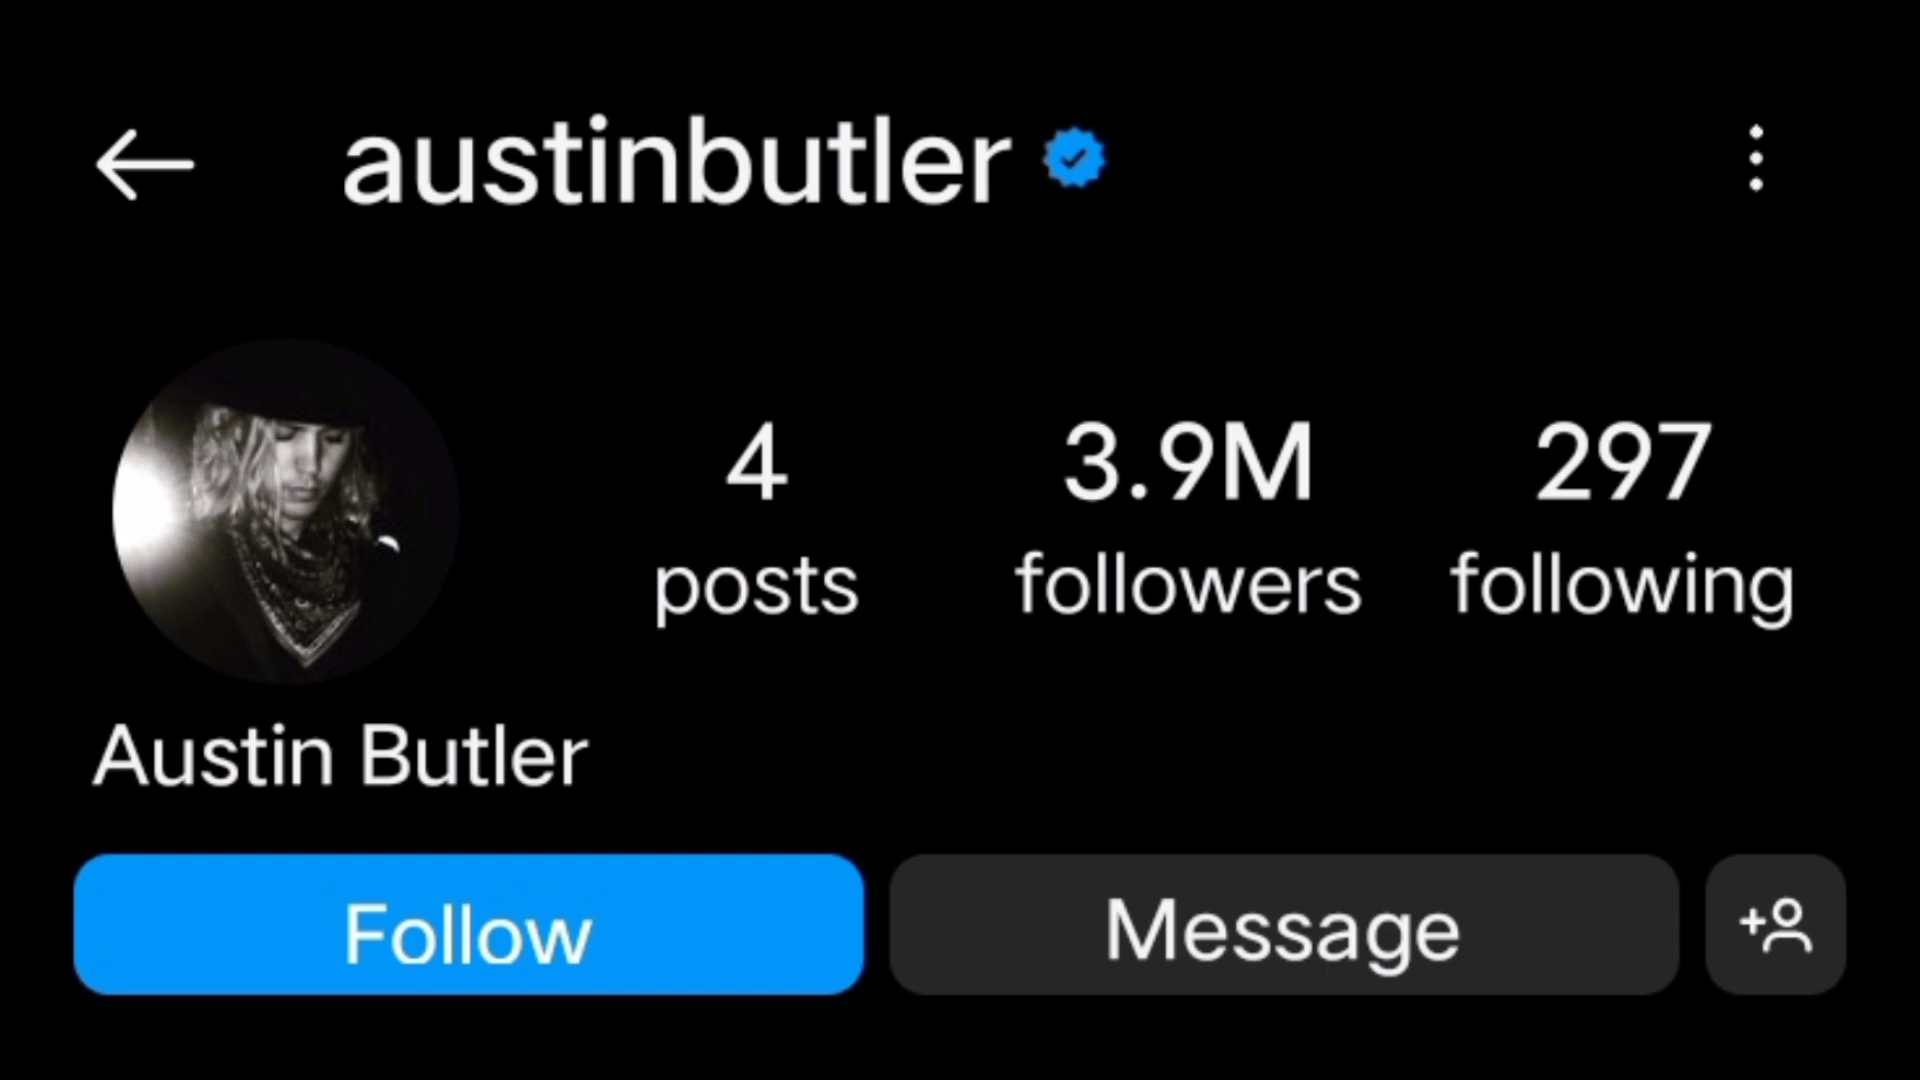 austinbutler
4 3.9M 297
posts followers following
Austin Butler
Follow Message